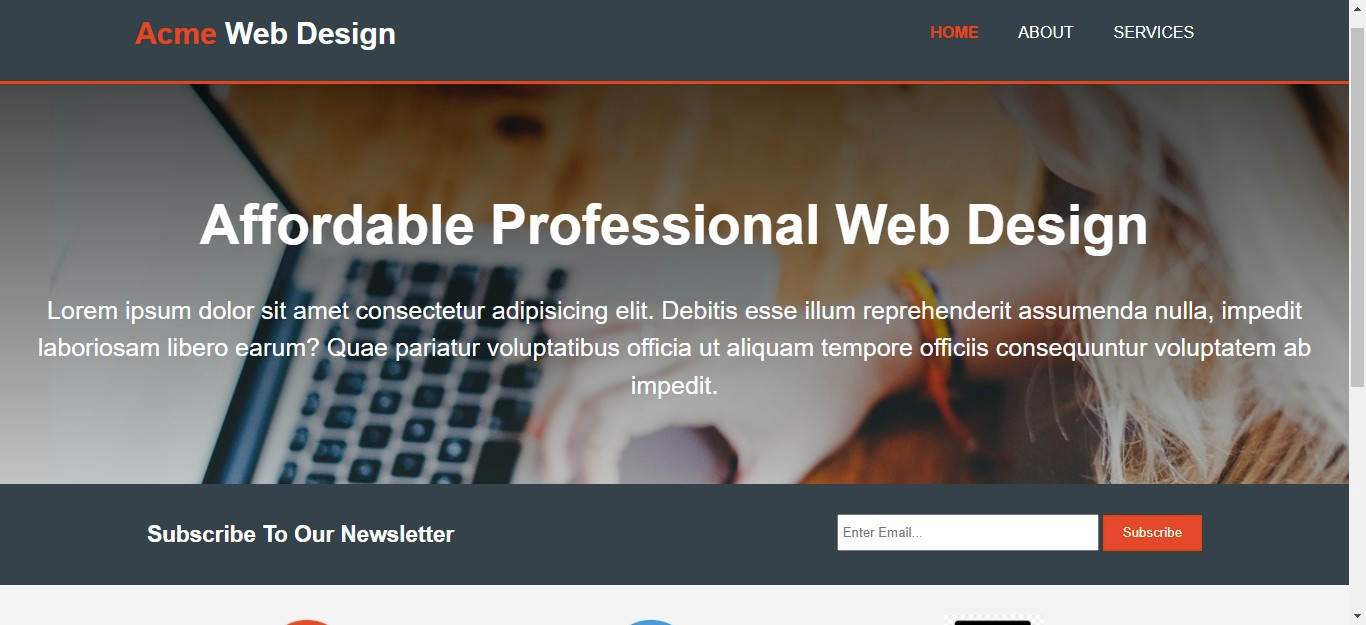 Acme Web Design
HOME ABOUT SERVICES
Affordable Professional Web Design
Lorem ipsum dolor sit amet consectetur adipisicing elit. Debitis esse illum reprehenderit assumenda nulla, impedit
laboriosam libero earum? Quae pariatur voluptatibus officia ut aliquam tempore officiis consequuntur voluptatem ab
impedit.
Subscribe To Our Newsletter
Enter Email...
Subscribe